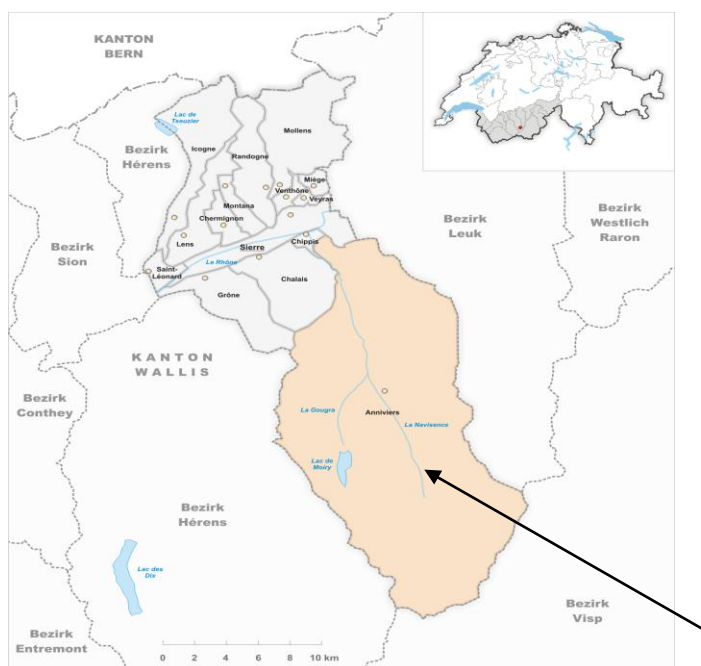 KANTON
BERN
Lac de
Tseuzier
Bezirk
Hérens
Icogne
Mollens
Randogne
Miège
Venthône
Veyras
Montana
Chermignon
Lens
Sierre
Chippis
La Rhône
Saint-
Léonard
Grône
Chalais
Bezirk
Sion
Bezirk
Leuk
Bezirk
Westlich
Raron
KANTON
WALLIS
Bezirk
Conthey
La Gougra
Anniviers
La Navisence
Lac de
Moiry
Bezirk
Hérens
Lac des
Dix
Bezirk
Entremont
Bezirk
Visp
0 2 4 6 8 10 km